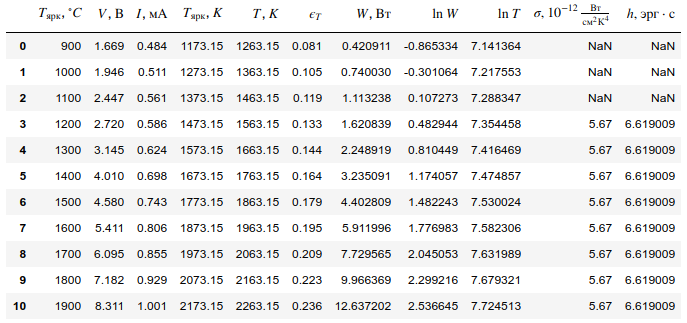 Tярк, °C V, В I, мА Tярк, K T, K ϵT W, Вт ln W ln T σ, 10⁻¹² Вт/см²К⁴ h, эрг · с
0 900 1.669 0.484 1173.15 1263.15 0.081 0.420911 -0.865334 7.141364 NaN NaN
1 1000 1.946 0.511 1273.15 1363.15 0.105 0.740030 -0.301064 7.217553 NaN NaN
2 1100 2.447 0.561 1373.15 1463.15 0.119 1.113238 0.107273 7.288347 NaN NaN
3 1200 2.720 0.586 1473.15 1563.15 0.133 1.620839 0.482944 7.354458 5.67 6.619009
4 1300 3.145 0.624 1573.15 1663.15 0.144 2.248919 0.810449 7.416469 5.67 6.619009
5 1400 4.010 0.698 1673.15 1763.15 0.164 3.235091 1.174057 7.474857 5.67 6.619009
6 1500 4.580 0.743 1773.15 1863.15 0.179 4.402809 1.482243 7.530024 5.67 6.619009
7 1600 5.411 0.806 1873.15 1963.15 0.195 5.911996 1.776983 7.582306 5.67 6.619009
8 1700 6.095 0.855 1973.15 2063.15 0.209 7.729565 2.045053 7.631989 5.67 6.619009
9 1800 7.182 0.929 2073.15 2163.15 0.223 9.966369 2.299216 7.679321 5.67 6.619009
10 1900 8.311 1.001 2173.15 2263.15 0.236 12.637202 2.536645 7.724513 5.67 6.619009